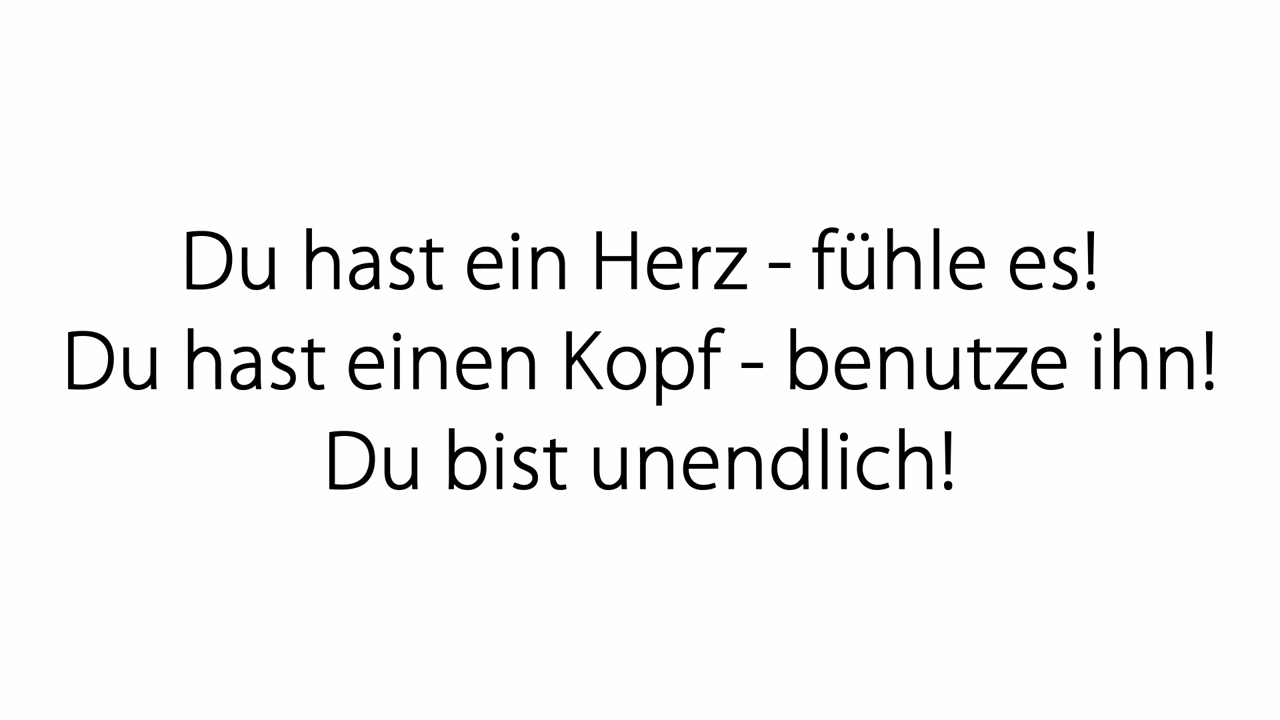 Du hast ein Herz - fühle es!
Du hast einen Kopf - benutze ihn!
Du bist unendlich!